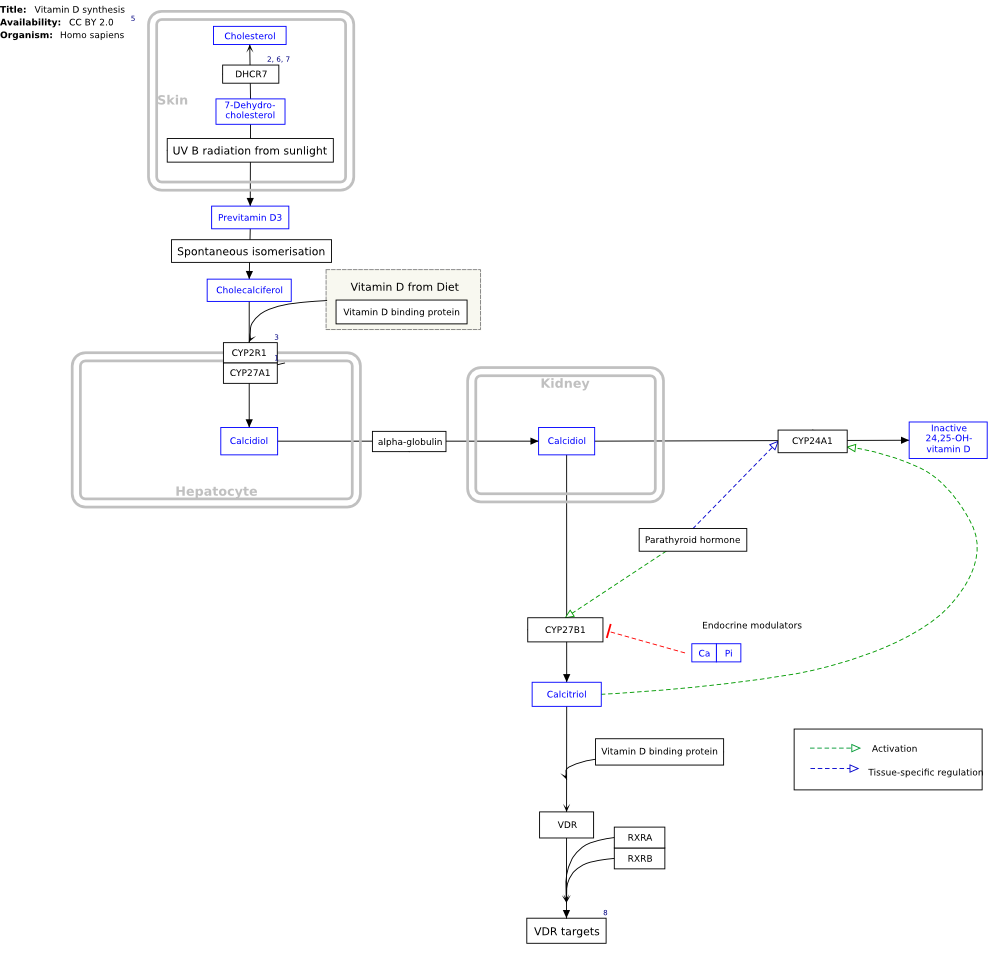 Title: Vitamin D synthesis
Availability: CC BY 2.0
5
Organism: Homo sapiens
Cholesterol
2, 6, 7
DHCR7
Skin
7-Dehydro-
cholesterol
UV B radiation from sunlight
Previtamin D3
Spontaneous isomerisation
Cholecalciferol
Vitamin D from Diet
Vitamin D binding protein
3
CYP2R1
1
CYP27A1
Kidney
Calcidiol
alpha-globulin
Calcidiol
CYP24A1
Inactive
24,25-OH-
vitamin D
Hepatocyte
Parathyroid hormone
CYP27B1
Endocrine modulators
Ca Pi
Calcitriol
Activation
Tissue-specific regulation
Vitamin D binding protein
VDR
RXRA
RXRB
8
VDR targets